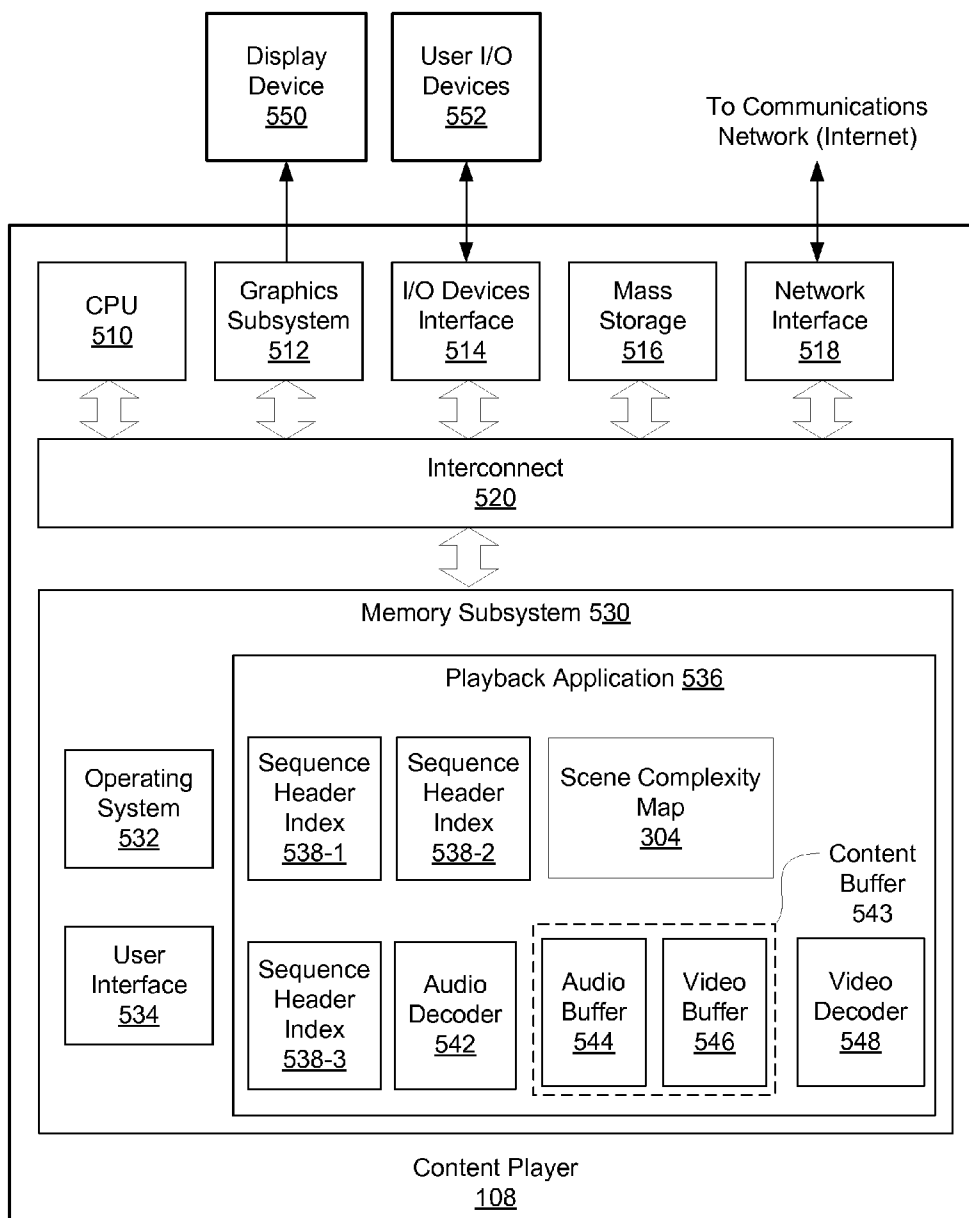 Display
Device
550
User I/O
Devices
552
To Communications
Network (Internet)
CPU
510
Graphics
Subsystem
512
I/O Devices
Interface
514
Mass
Storage
516
Network
Interface
518
Interconnect
520
Memory Subsystem 530
Playback Application 536
Operating
System
532
Sequence
Header
Index
538-1
Sequence
Header
Index
538-2
Scene Complexity
Map
304
Content
Buffer
543
User
Interface
534
Sequence
Header
Index
538-3
Audio
Decoder
542
Audio
Buffer
544
Video
Buffer
546
Video
Decoder
548
Content Player
108